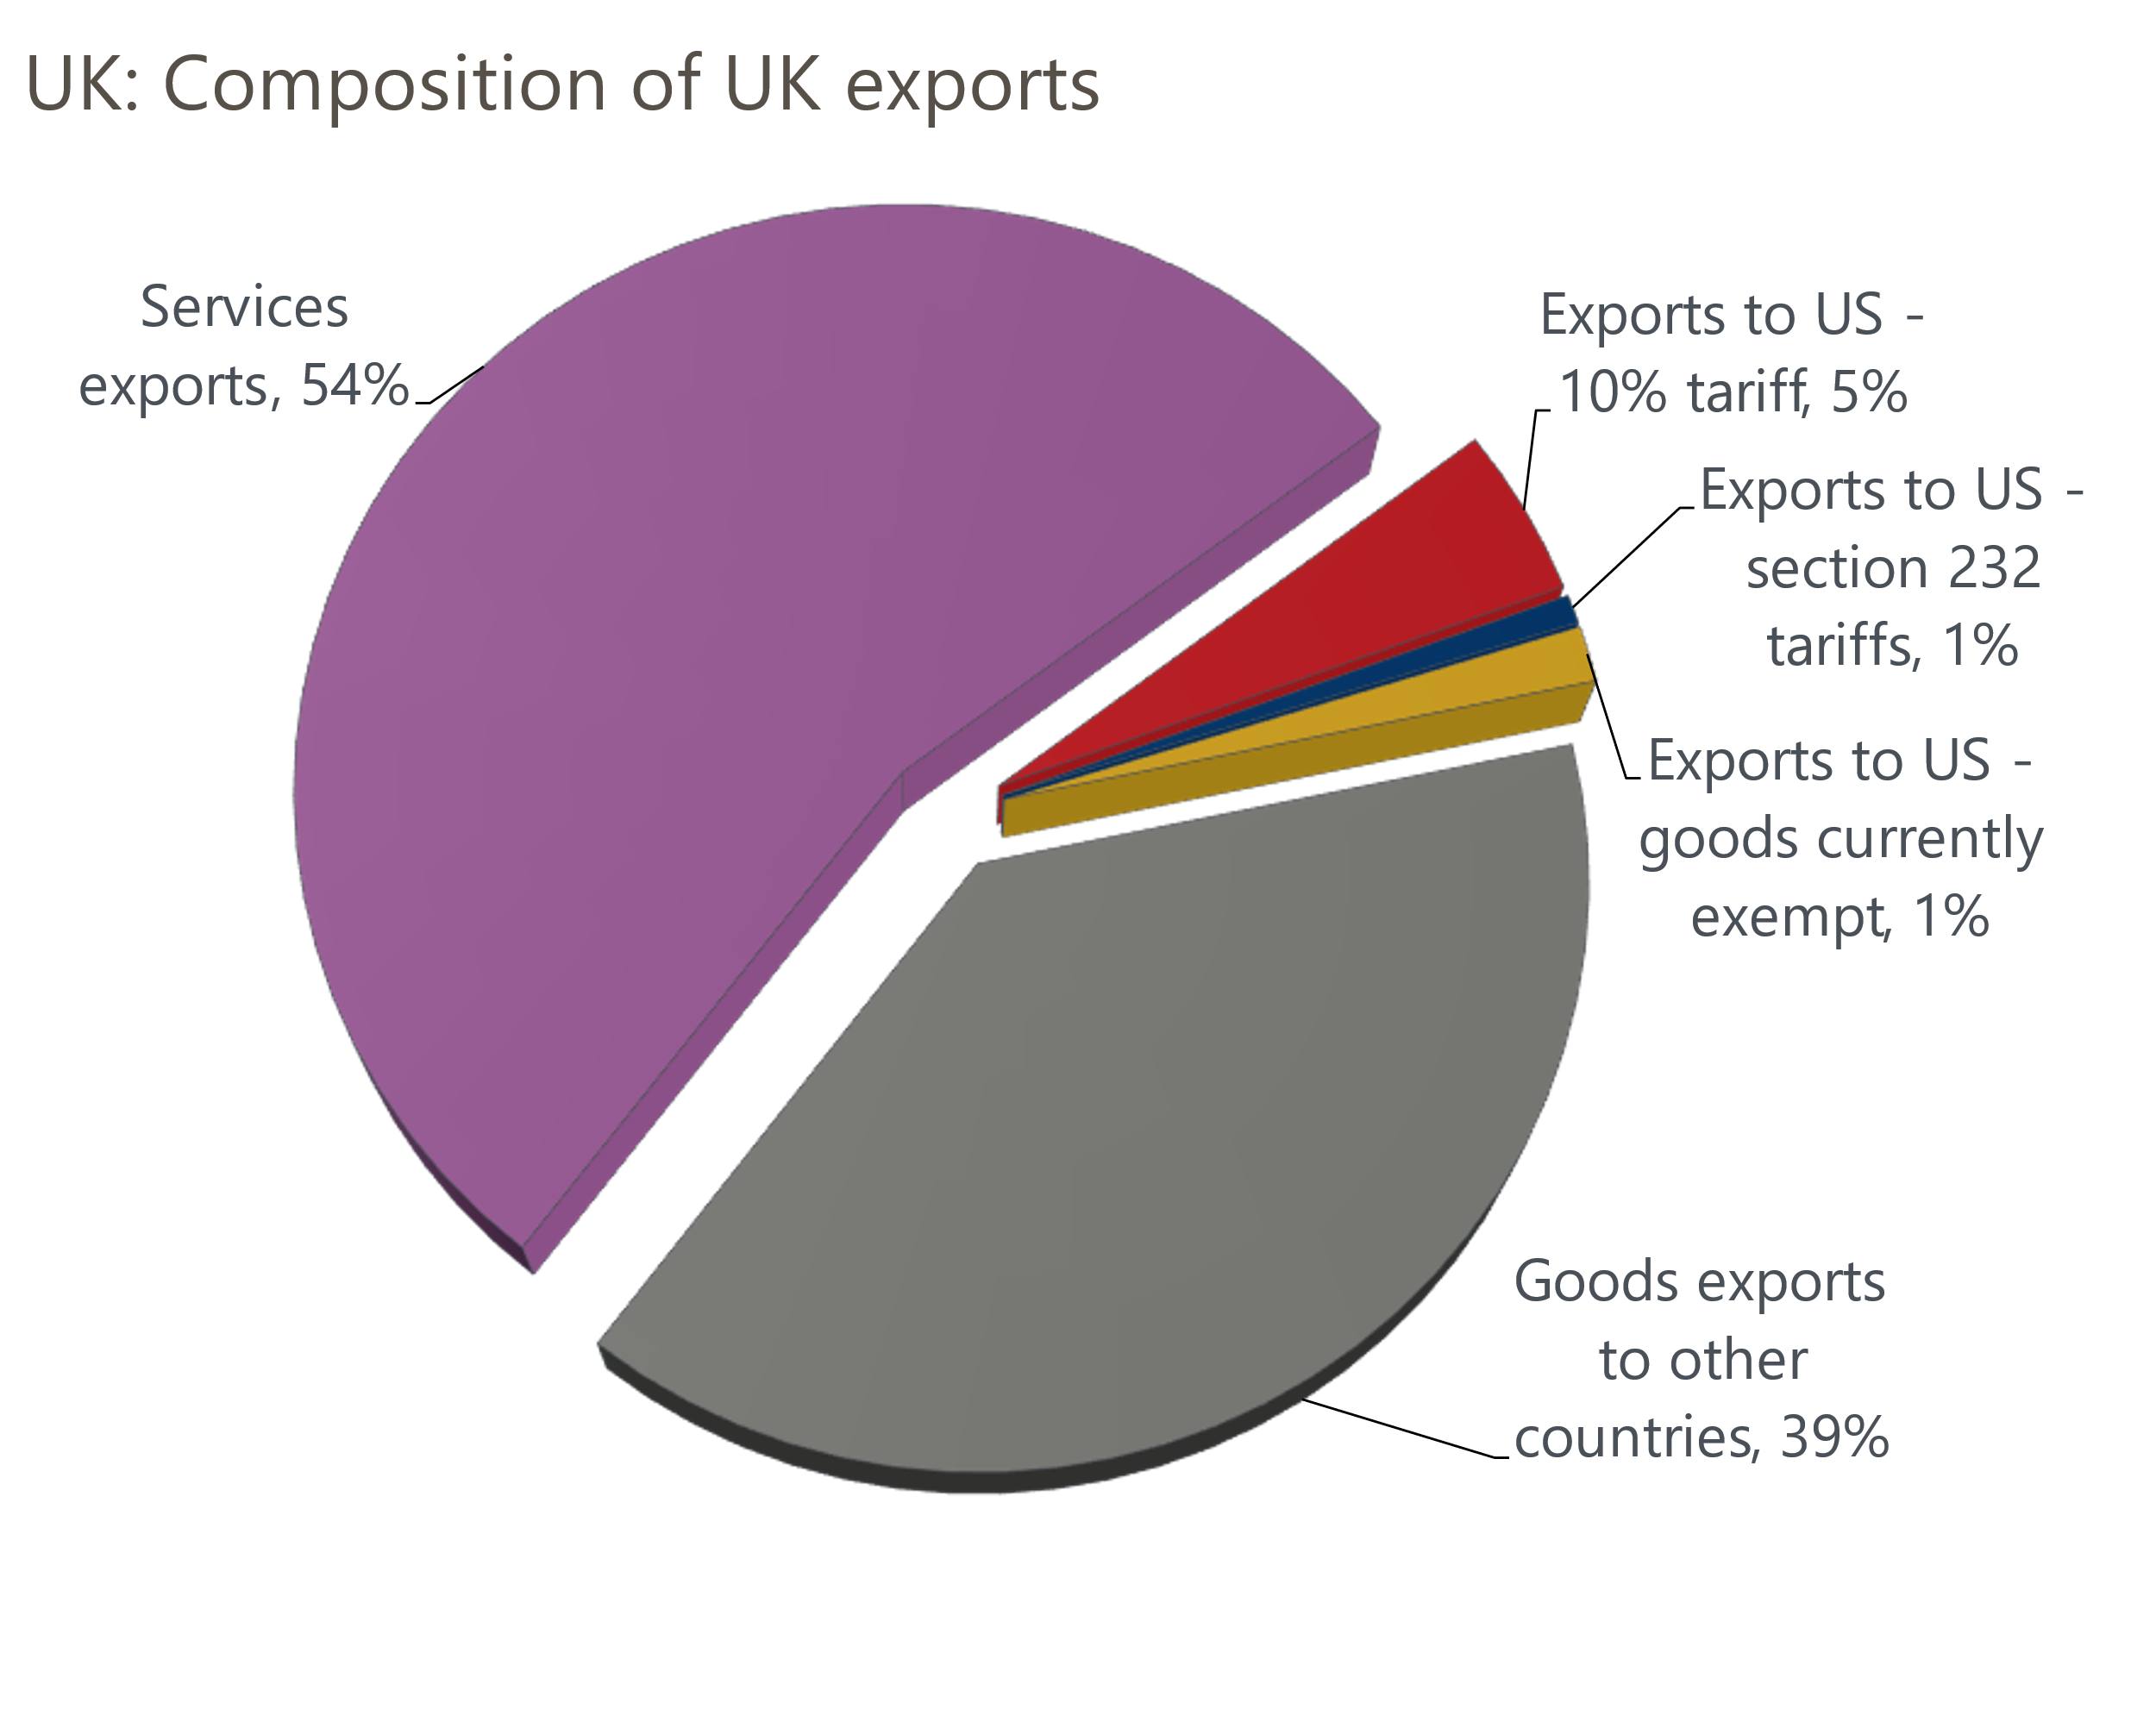 UK: Composition of UK exports
Services
exports, 54%
Exports to US -
10% tariff, 5%
Exports to US -
section 232
tariffs, 1%
Exports to US -
goods currently
exempt, 1%
Goods exports
to other
countries, 39%